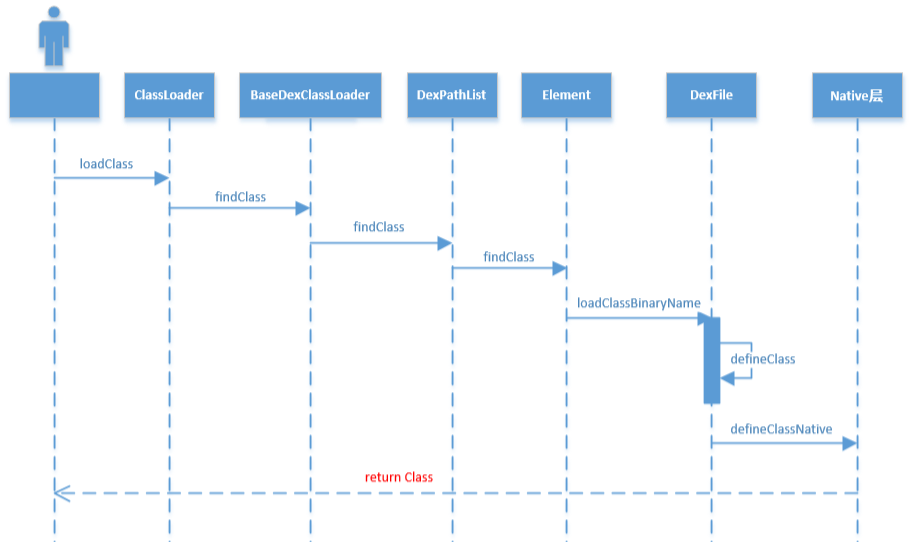 ClassLoader
BaseDexClassLoader
DexPathList
Element
DexFile
Native层
loadClass
findClass
findClass
findClass
loadClassBinaryName
defineClass
defineClassNative
return Class